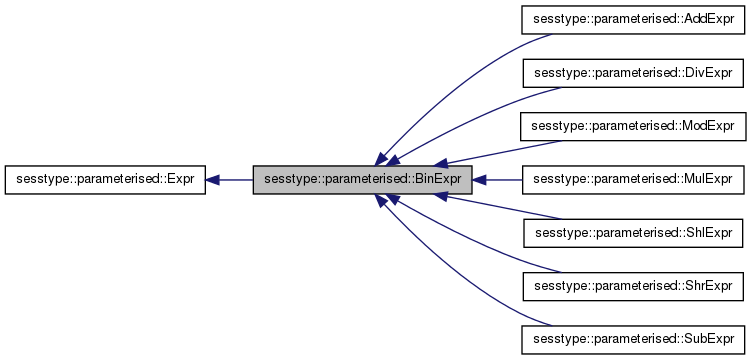 sesstype::parameterised::AddExpr
sesstype::parameterised::DivExpr
sesstype::parameterised::ModExpr
sesstype::parameterised::Expr
sesstype::parameterised::BinExpr
sesstype::parameterised::MulExpr
sesstype::parameterised::ShlExpr
sesstype::parameterised::ShrExpr
sesstype::parameterised::SubExpr